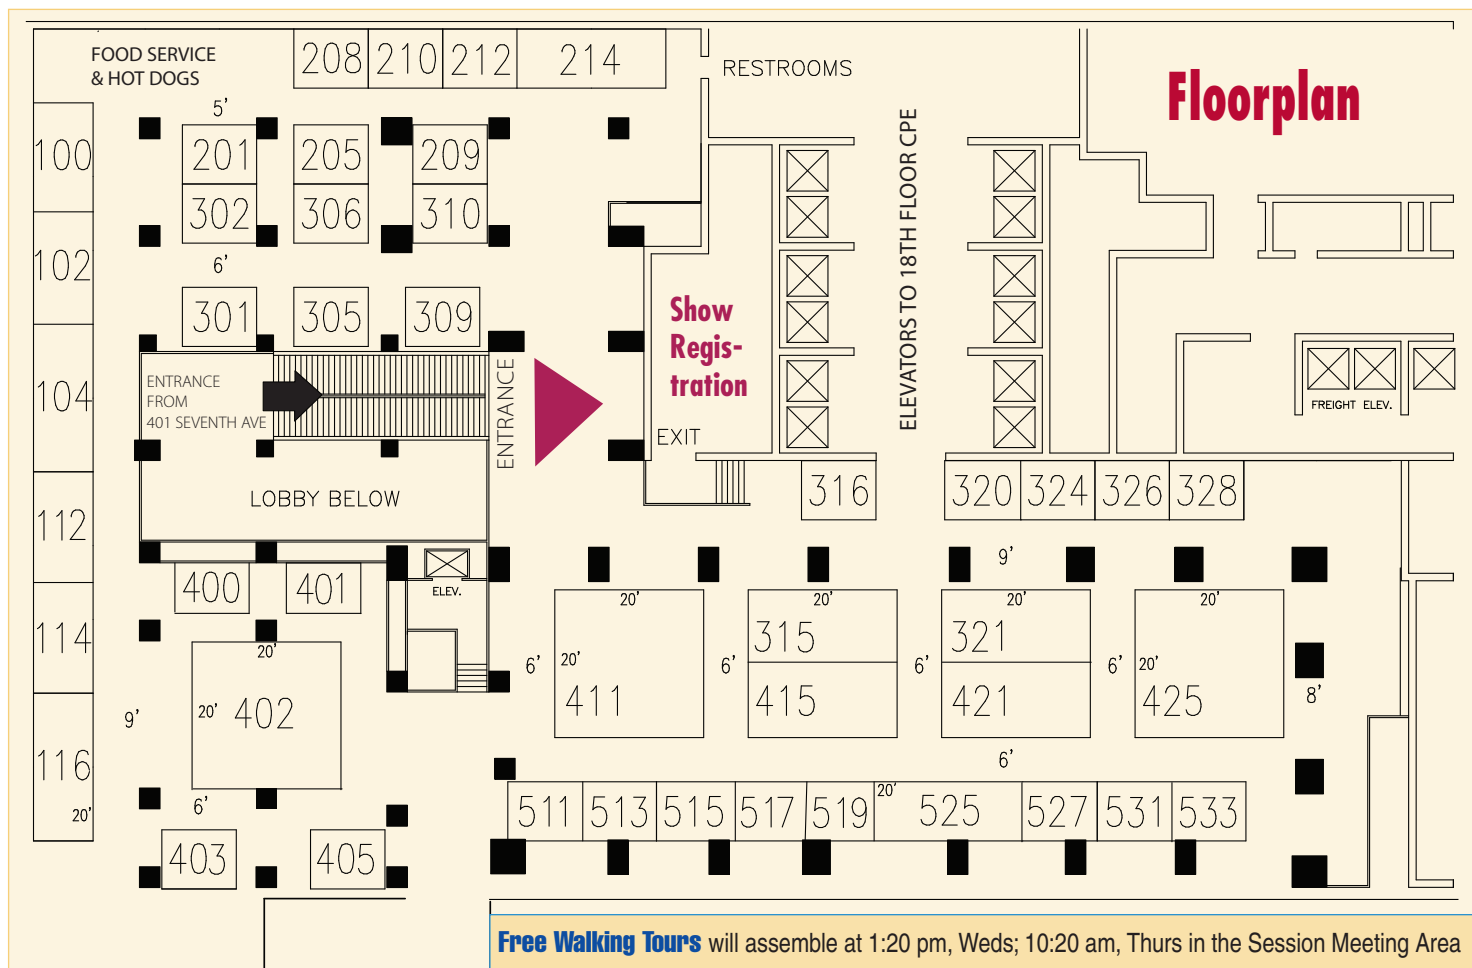 FOOD SERVICE
& HOT DOGS
208 210 212 214
RESTROOMS
Floorplan
5'
100
201 205 209
302 306 310
102
6'
301 305 309
ELEVATORS TO 18TH FLOOR CPE
Show
Regis-
tration
104
ENTRANCE
FROM
401 SEVENTH AVE
ENTRANCE
EXIT
FREIGHT ELEV.
LOBBY BELOW
316 320 324 326 328
112
9'
400 401
ELEV.
20' 20' 20' 20'
114
315 321
20'
6' 20' 6' 6' 6' 20'
9' 20' 402
411 415 421 425
8'
116
20'
6'
6'
511 513 515 517 519 20' 525 527 531 533
403 405
Free Walking Tours will assemble at 1:20 pm, Weds; 10:20 am, Thurs in the Session Meeting Area